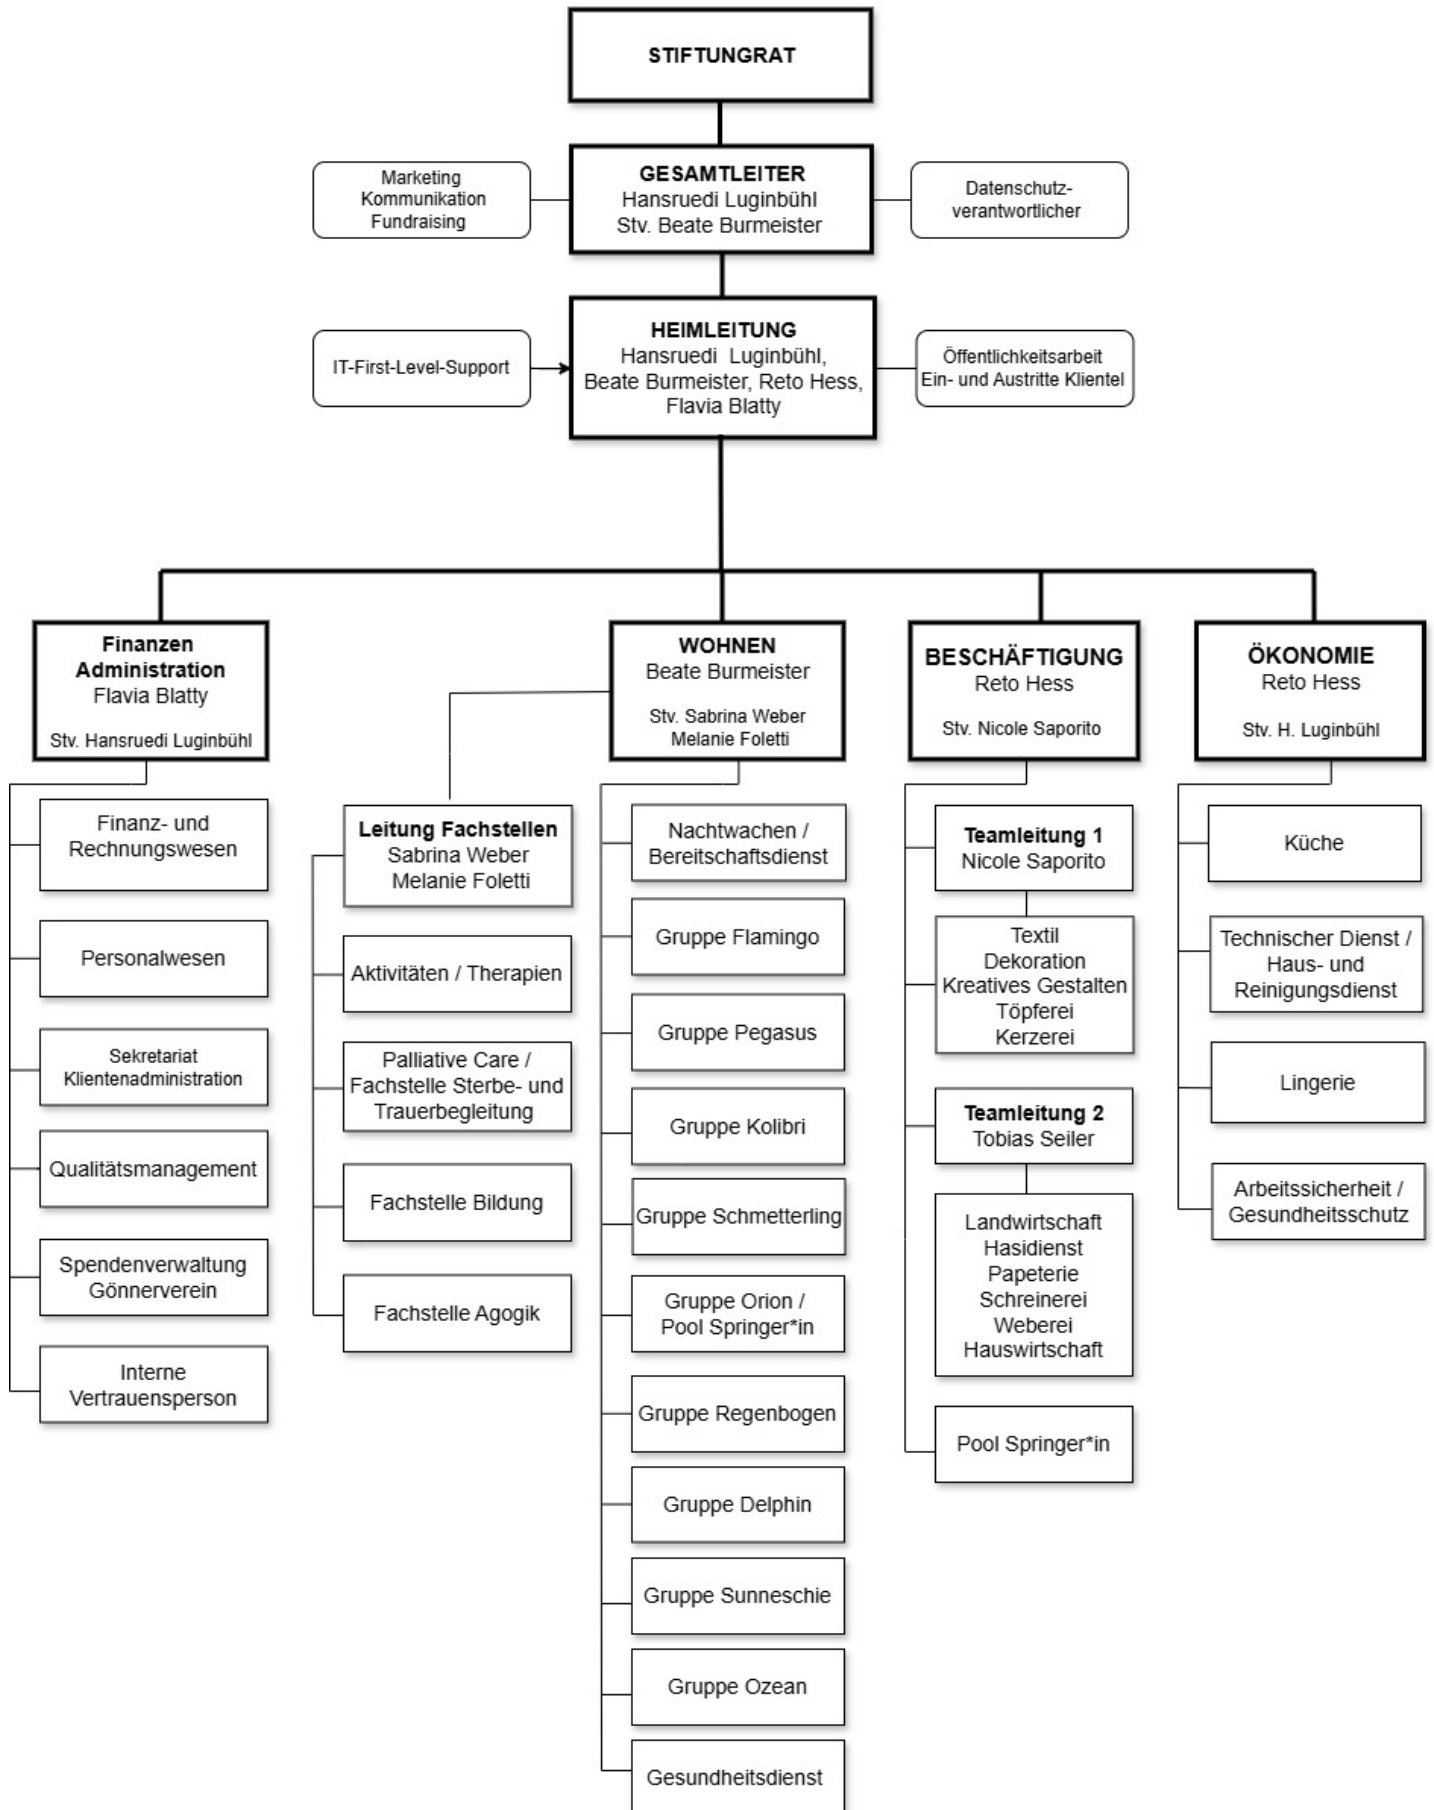 STIFTUNGRAT
GESAMTLEITER
Hansruedi Luginbühl
Stv. Beate Burmeister
Marketing
Kommunikation
Fundraising
Datenschutz-
verantwortlicher
HEIMLEITUNG
Hansruedi Luginbühl,
Beate Burmeister, Reto Hess,
Flavia Blatty
IT-First-Level-Support
Öffentlichkeitsarbeit
Ein- und Austritte Klientel
Finanzen
Administration
Flavia Blatty
Stv. Hansruedi Luginbühl
Finanz- und
Rechnungswesen
Personalwesen
Sekretariat
Klientenadministration
Qualitätsmanagement
Spendenverwaltung
Gönnerverein
Interne
Vertrauensperson
Leitung Fachstellen
Sabrina Weber
Melanie Foletti
Aktivitäten / Therapien
Palliative Care /
Fachstelle Sterbe- und
Trauerbegleitung
Fachstelle Bildung
Fachstelle Agogik
WOHNEN
Beate Burmeister
Stv. Sabrina Weber
Melanie Foletti
Nachtwachen /
Bereitschaftsdienst
Gruppe Flamingo
Gruppe Pegasus
Gruppe Kolibri
Gruppe Schmetterling
Gruppe Orion /
Pool Springer*in
Gruppe Regenbogen
Gruppe Delphin
Gruppe Sunneschie
Gruppe Ozean
Gesundheitsdienst
BESCHÄFTIGUNG
Reto Hess
Stv. Nicole Saporito
Teamleitung 1
Nicole Saporito
Textil
Dekoration
Kreatives Gestalten
Töpferei
Kerzerei
Teamleitung 2
Tobias Seiler
Landwirtschaft
Hasidienst
Papeterie
Schreinerei
Weberei
Hauswirtschaft
Pool Springer*in
ÖKONOMIE
Reto Hess
Stv. H. Luginbühl
Küche
Technischer Dienst /
Haus- und
Reinigungsdienst
Lingerie
Arbeitssicherheit /
Gesundheitsschutz